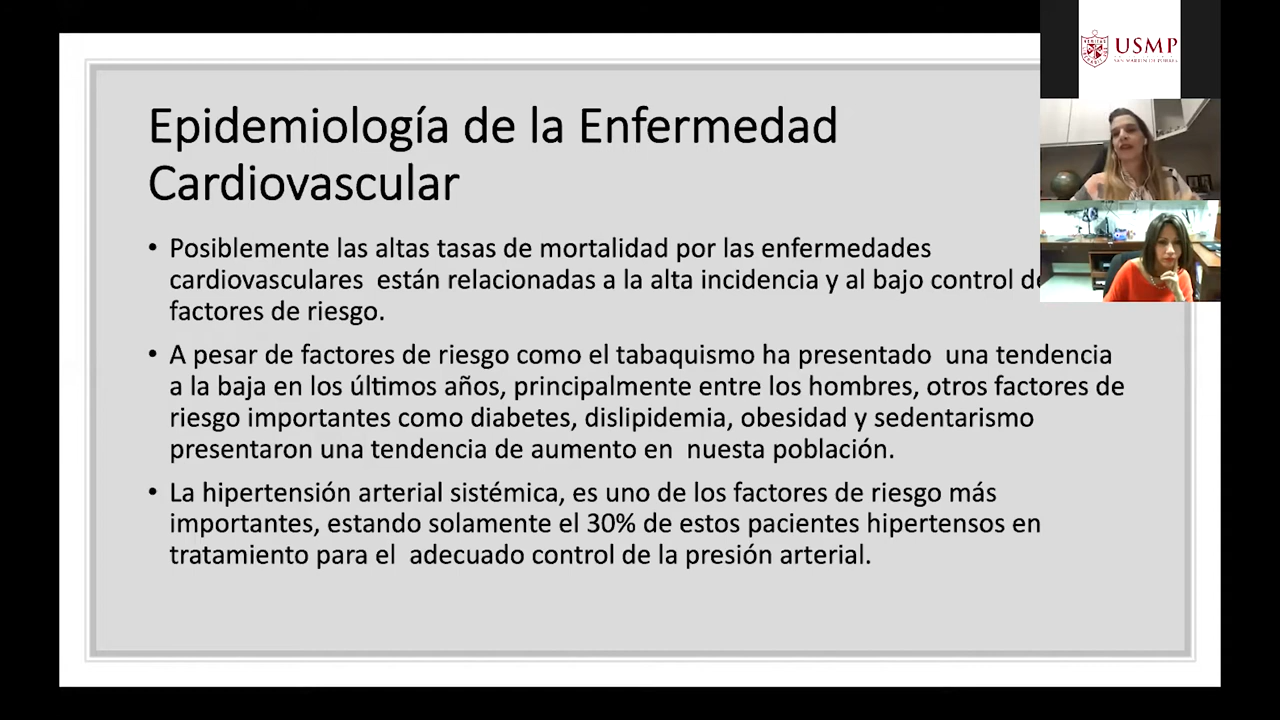 Epidemiología de la Enfermedad
Cardiovascular
• Posiblemente las altas tasas de mortalidad por las enfermedades
cardiovasculares están relacionadas a la alta incidencia y al bajo control de
factores de riesgo.
• A pesar de factores de riesgo como el tabaquismo ha presentado una tendencia
a la baja en los últimos años, principalmente entre los hombres, otros factores de
riesgo importantes como diabetes, dislipidemia, obesidad y sedentarismo
presentaron una tendencia de aumento en nuesta población.
• La hipertensión arterial sistémica, es uno de los factores de riesgo más
importantes, estando solamente el 30% de estos pacientes hipertensos en
tratamiento para el adecuado control de la presión arterial.
USMP
SAN MARTIN DE PORRES